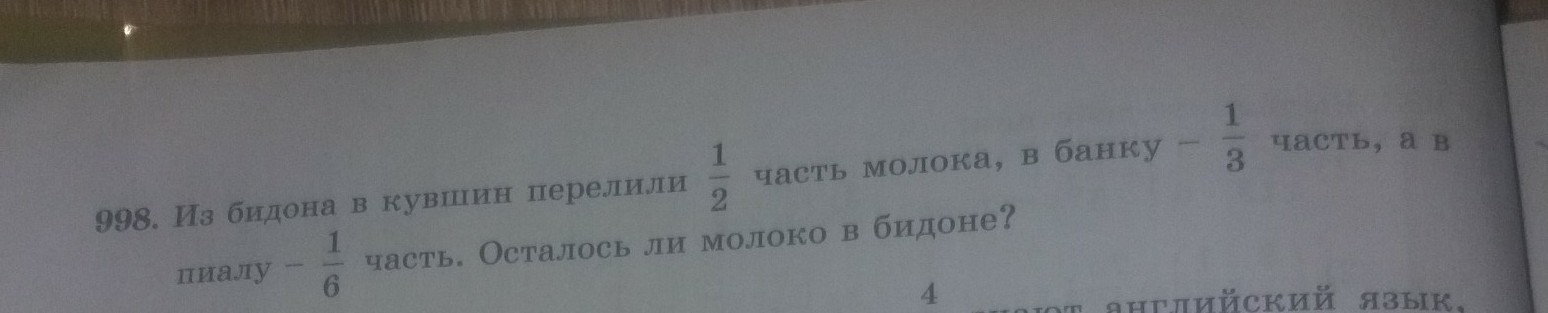 998. Из бидона в кувшин перелили 1/2 часть молока, в банку – 1/3 часть, а в
пиалу – 1/6 часть. Осталось ли молоко в бидоне?
4 английский язык,